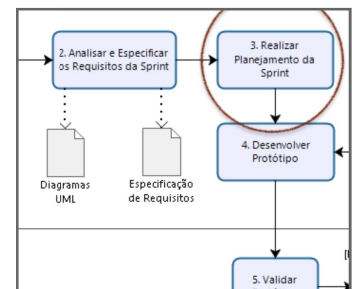 2. Analisar e Especificar
os Requisitos da Sprint
3. Realizar
Planejamento da
Sprint
4. Desenvolver
Protótipo
Diagramas
UML
Especificação
de Requisitos
5. Validar